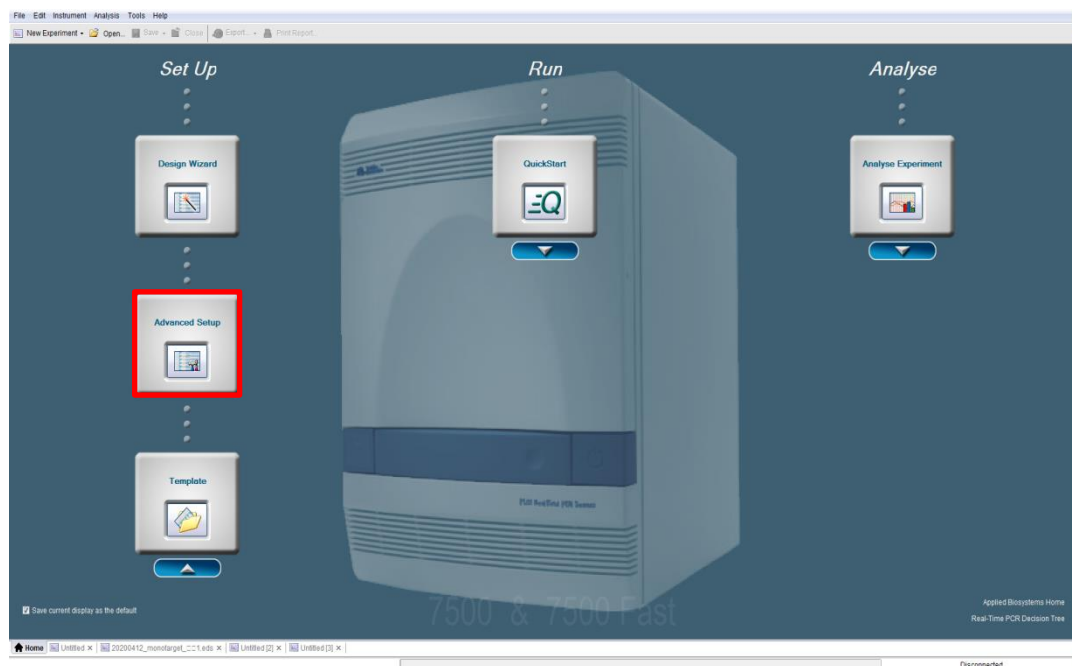 File Edit Instrument Analysis Tools Help
New Experiment Open... Save Close Export... Print Report...
Set Up Run Analyse
Design Wizard QuickStart Analyse Experiment
Advanced Setup
Template
7500 & 7500 Fast
Save current display as the default
Applied Biosystems Home
Real-Time PCR Decision Tree
Home Untitled × × Untitled [2] × Untitled [3] ×
Disconnected